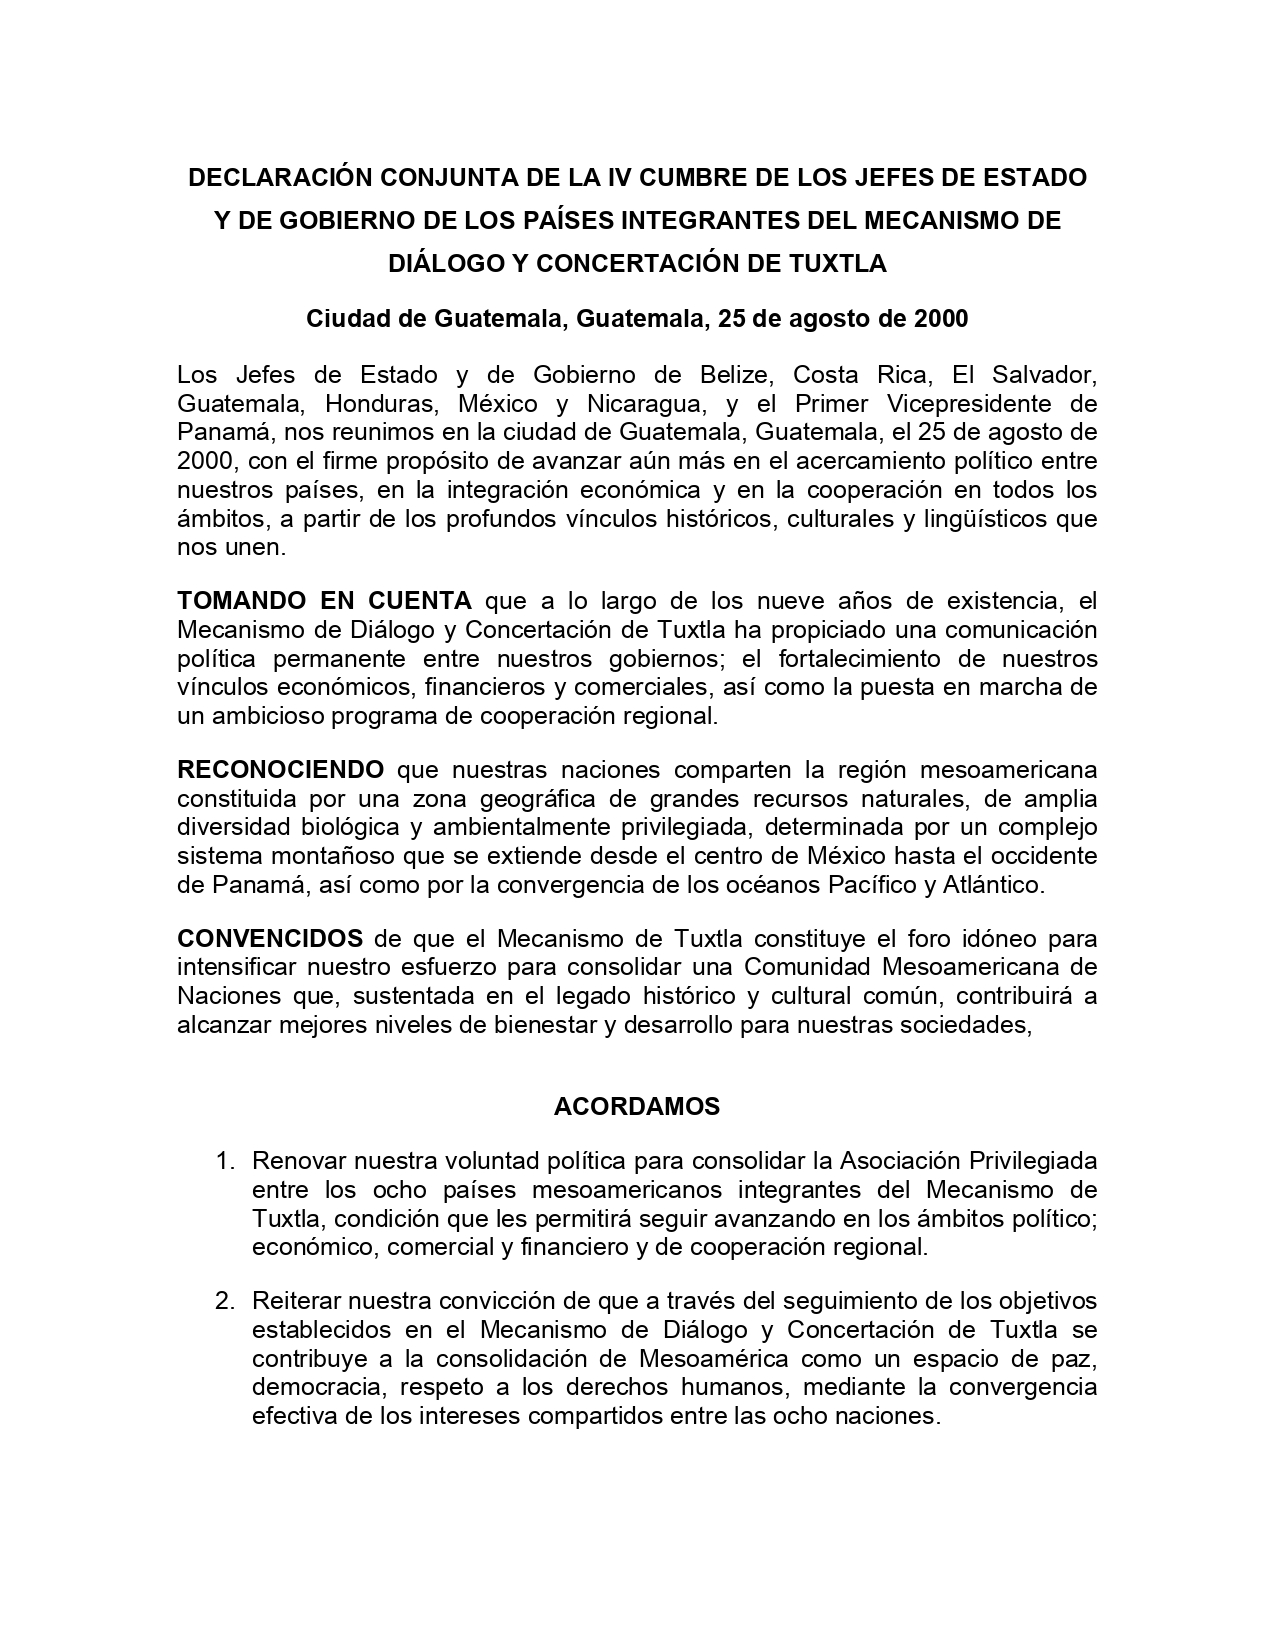 DECLARACIÓN CONJUNTA DE LA IV CUMBRE DE LOS JEFES DE ESTADO
Y DE GOBIERNO DE LOS PAÍSES INTEGRANTES DEL MECANISMO DE
DIÁLOGO Y CONCERTACIÓN DE TUXTLA
Ciudad de Guatemala, Guatemala, 25 de agosto de 2000
Los Jefes de Estado y de Gobierno de Belize, Costa Rica, El Salvador,
Guatemala, Honduras, México y Nicaragua, y el Primer Vicepresidente de
Panamá, nos reunimos en la ciudad de Guatemala, Guatemala, el 25 de agosto de
2000, con el firme propósito de avanzar aún más en el acercamiento político entre
nuestros países, en la integración económica y en la cooperación en todos los
ámbitos, a partir de los profundos vínculos históricos, culturales y lingüísticos que
nos unen.
TOMANDO EN CUENTA que a lo largo de los nueve años de existencia, el
Mecanismo de Diálogo y Concertación de Tuxtla ha propiciado una comunicación
política permanente entre nuestros gobiernos; el fortalecimiento de nuestros
vínculos económicos, financieros y comerciales, así como la puesta en marcha de
un ambicioso programa de cooperación regional.
RECONOCIENDO que nuestras naciones comparten la región mesoamericana
constituida por una zona geográfica de grandes recursos naturales, de amplia
diversidad biológica y ambientalmente privilegiada, determinada por un complejo
sistema montañoso que se extiende desde el centro de México hasta el occidente
de Panamá, así como por la convergencia de los océanos Pacífico y Atlántico.
CONVENCIDOS de que el Mecanismo de Tuxtla constituye el foro idóneo para
intensificar nuestro esfuerzo para consolidar una Comunidad Mesoamericana de
Naciones que, sustentada en el legado histórico y cultural común, contribuirá a
alcanzar mejores niveles de bienestar y desarrollo para nuestras sociedades,
ACORDAMOS
1. Renovar nuestra voluntad política para consolidar la Asociación Privilegiada
entre los ocho países mesoamericanos integrantes del Mecanismo de
Tuxtla, condición que les permitirá seguir avanzando en los ámbitos político;
económico, comercial y financiero y de cooperación regional.
2. Reiterar nuestra convicción de que a través del seguimiento de los objetivos
establecidos en el Mecanismo de Diálogo y Concertación de Tuxtla se
contribuye a la consolidación de Mesoamérica como un espacio de paz,
democracia, respeto a los derechos humanos, mediante la convergencia
efectiva de los intereses compartidos entre las ocho naciones.